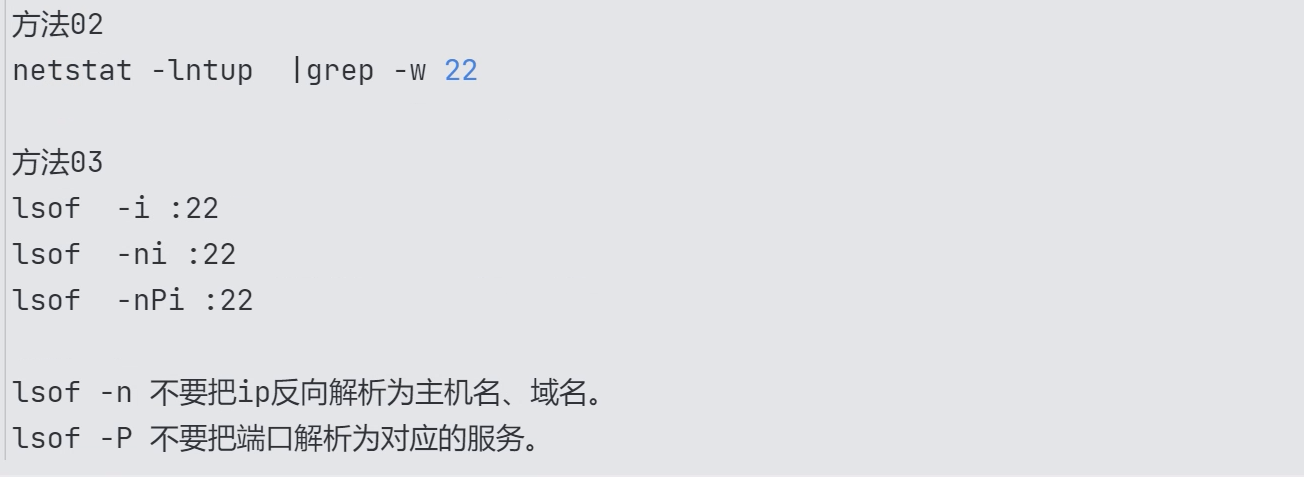 方法02
netstat -lntup  |grep -w 22
方法03
lsof  -i :22
lsof  -ni :22
lsof  -nPi :22
lsof -n 不要把ip反向解析为主机名、域名。
lsof -P 不要把端口解析为对应的服务。